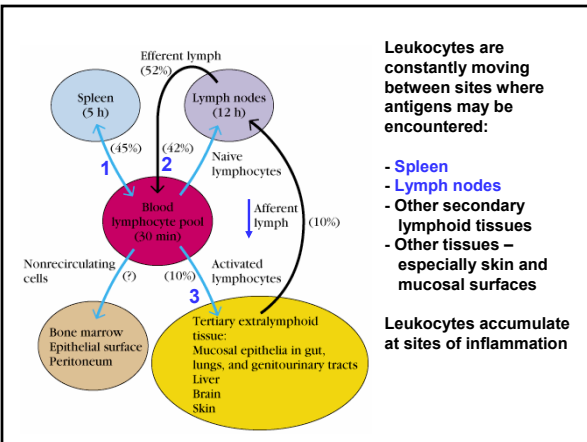 Efferent lymph
(52%)
Spleen
(5 h)
Lymph nodes
(12 h)
(45%)
1
2
(42%)
Naive
lymphocytes
Blood
lymphocyte pool
(30 min)
Afferent
lymph
(10%)
Nonrecirculating
cells
(?)
(10%)
Activated
lymphocytes
3
Bone marrow
Epithelial surface
Peritoneum
Tertiary extralymphoid
tissue:
Mucosal epithelia in gut,
lungs, and genitourinary tracts
Liver
Brain
Skin
Leukocytes are
constantly moving
between sites where
antigens may be
encountered:
- Spleen
- Lymph nodes
- Other secondary
lymphoid tissues
- Other tissues –
especially skin and
mucosal surfaces
Leukocytes accumulate
at sites of inflammation